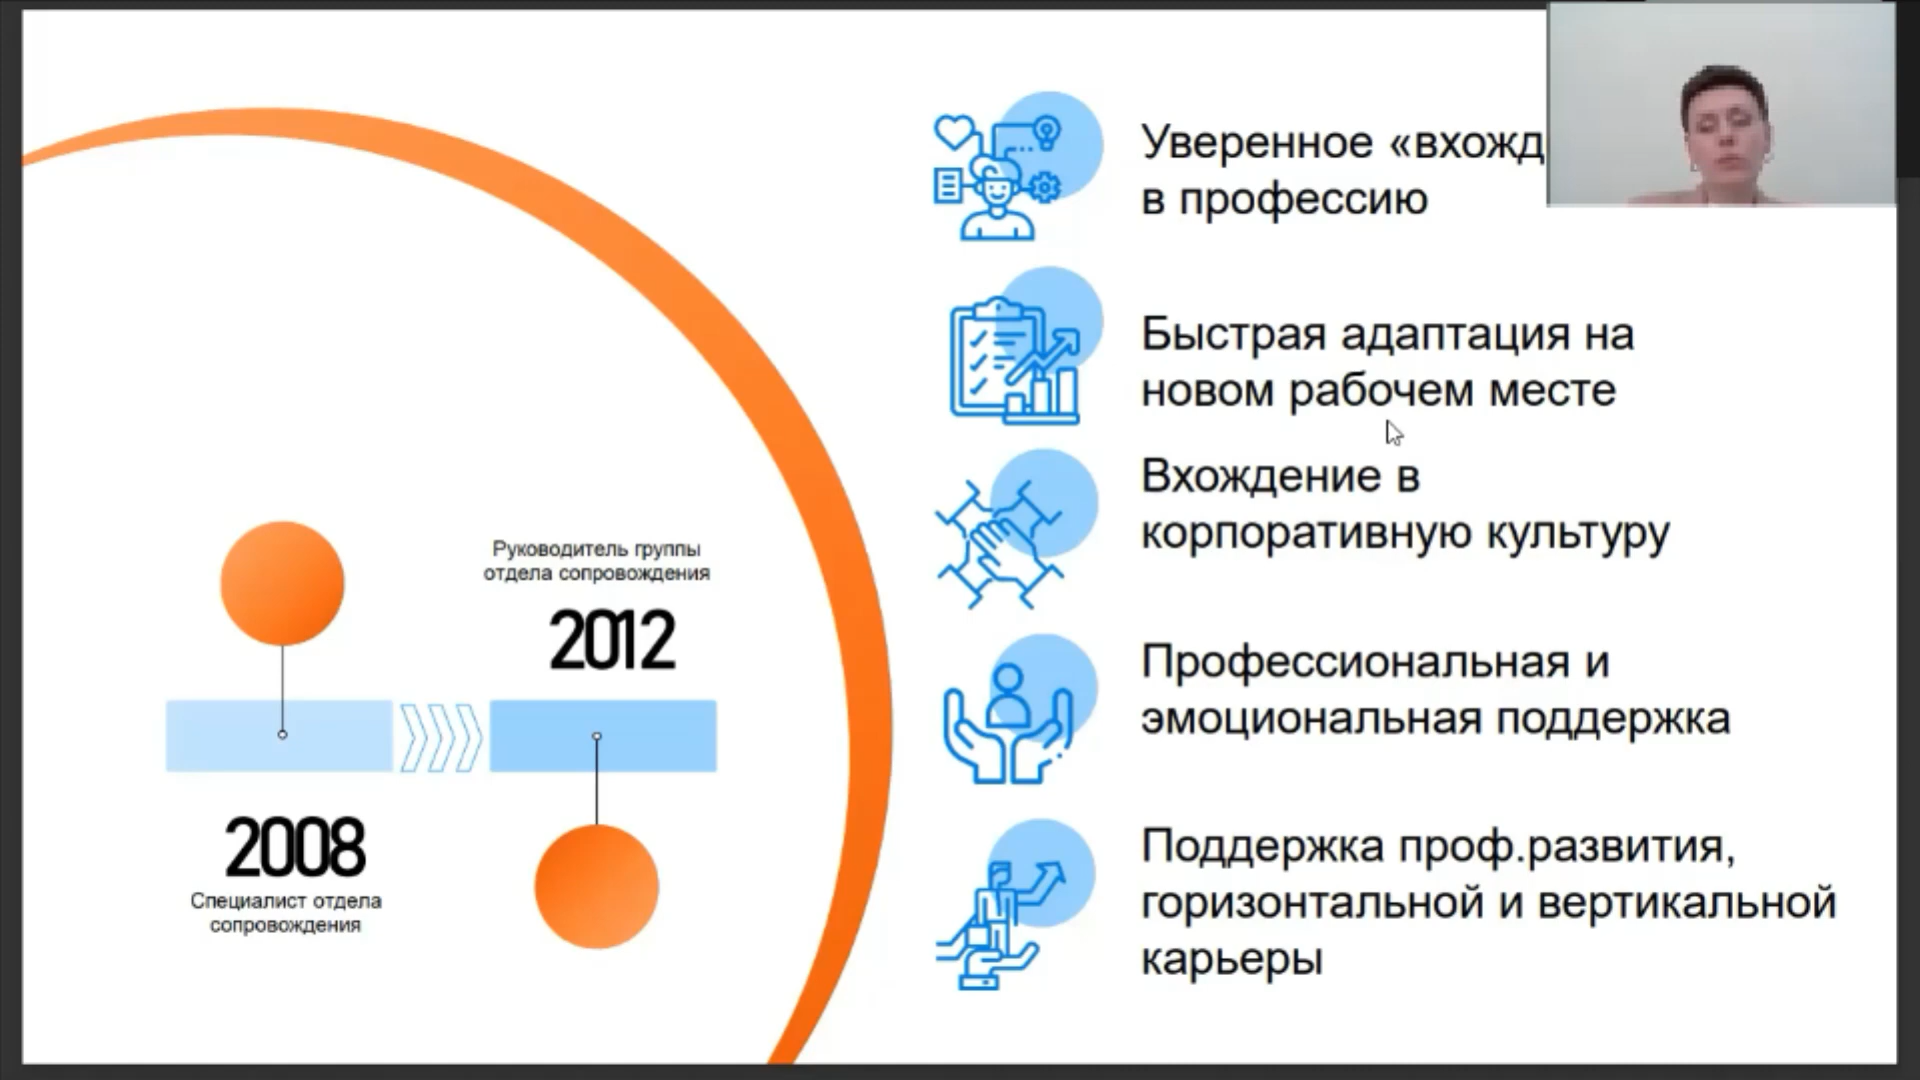 Руководитель группы
отдела сопровождения
2012
2008
Специалист отдела
сопровождения
Уверенное
в профессию
Быстрая адаптация на
новом рабочем месте
Вхождение в
корпоративную культуру
Профессиональная и
эмоциональная поддержка
Поддержка проф.развития,
горизонтальной и вертикальной
карьеры